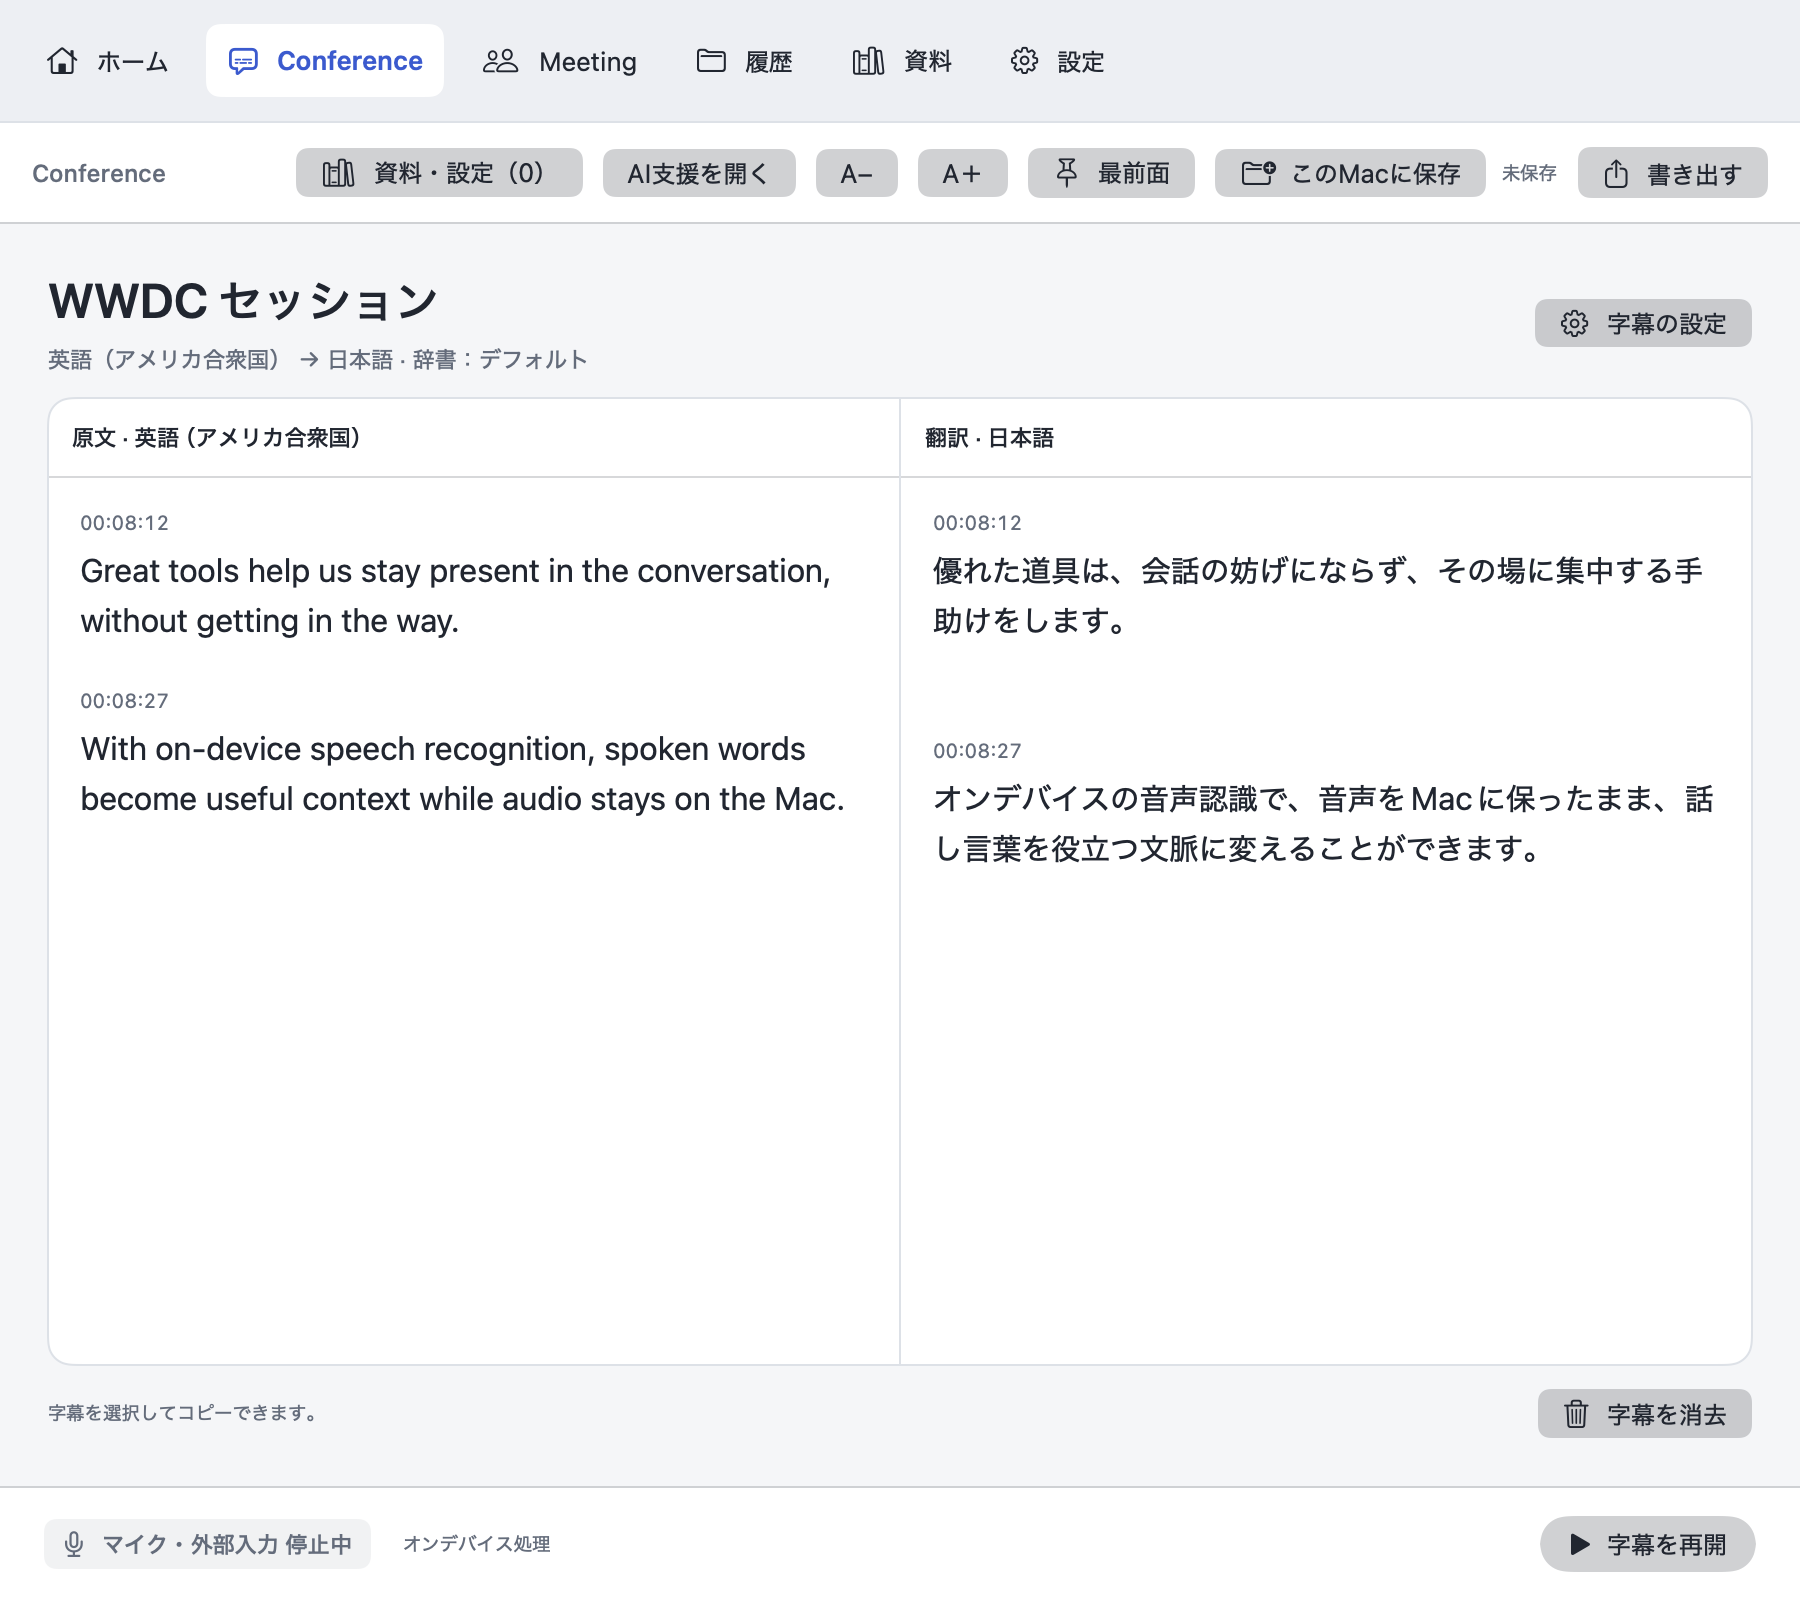 ホーム
Conference
Meeting
履歴
資料
設定
Conference
資料・設定（0）
AI支援を開く
A−
A+
最前面
このMacに保存
未保存
書き出す
WWDC セッション
英語（アメリカ合衆国） → 日本語 · 辞書：デフォルト
字幕の設定
原文 · 英語（アメリカ合衆国）
00:08:12
Great tools help us stay present in the conversation,
without getting in the way.
00:08:27
With on-device speech recognition, spoken words
become useful context while audio stays on the Mac.
翻訳 · 日本語
00:08:12
優れた道具は、会話の妨げにならず、その場に集中する手
助けをします。
00:08:27
オンデバイスの音声認識で、音声をMacに保ったまま、話
し言葉を役立つ文脈に変えることができます。
字幕を選択してコピーできます。
字幕を消去
マイク・外部入力 停止中
オンデバイス処理
字幕を再開